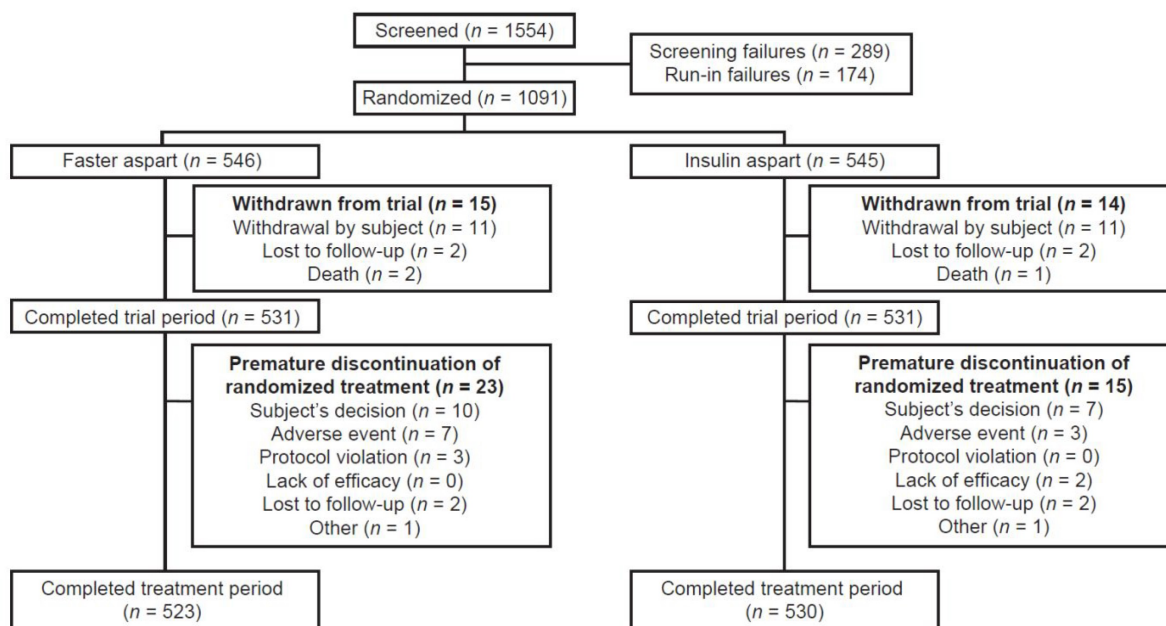 Screened (n = 1554)
Screening failures (n = 289)
Run-in failures (n = 174)
Randomized (n = 1091)
Faster aspart (n = 546)
Insulin aspart (n = 545)
Withdrawn from trial (n = 15)
Withdrawal by subject (n = 11)
Lost to follow-up (n = 2)
Death (n = 2)
Withdrawn from trial (n = 14)
Withdrawal by subject (n = 11)
Lost to follow-up (n = 2)
Death (n = 1)
Completed trial period (n = 531)
Completed trial period (n = 531)
Premature discontinuation of
randomized treatment (n = 23)
Subject's decision (n = 10)
Adverse event (n = 7)
Protocol violation (n = 3)
Lack of efficacy (n = 0)
Lost to follow-up (n = 2)
Other (n = 1)
Premature discontinuation of
randomized treatment (n = 15)
Subject's decision (n = 7)
Adverse event (n = 3)
Protocol violation (n = 0)
Lack of efficacy (n = 2)
Lost to follow-up (n = 2)
Other (n = 1)
Completed treatment period
(n = 523)
Completed treatment period
(n = 530)